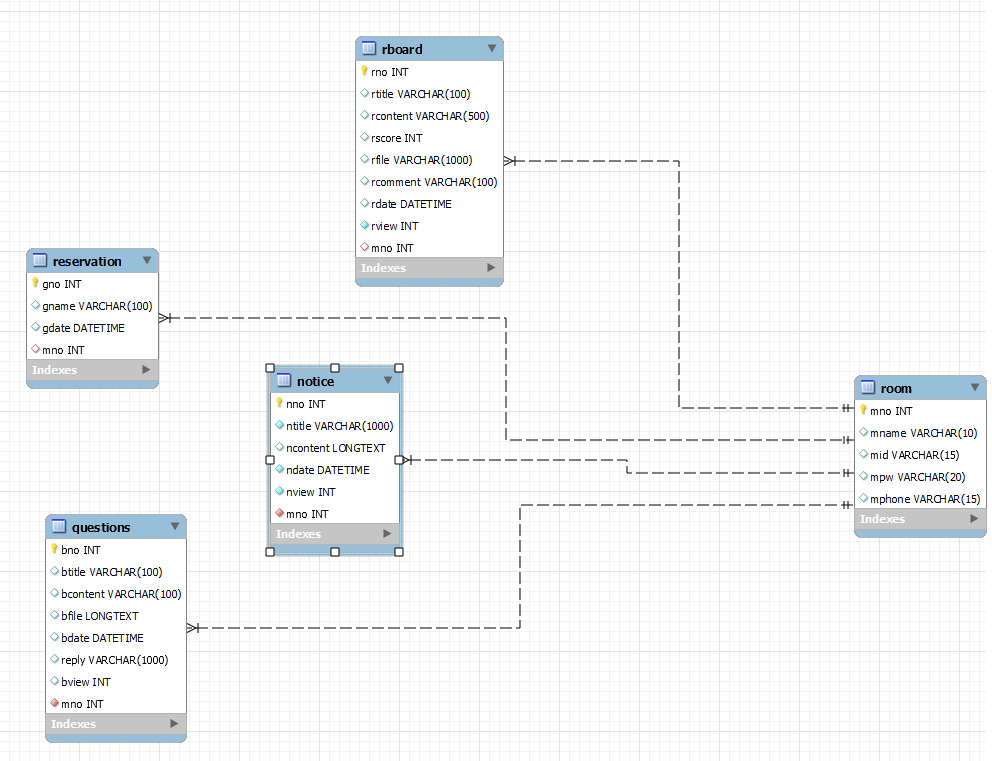 rboard
rno INT
rtitle VARCHAR(100)
rcontent VARCHAR(500)
rscore INT
rfile VARCHAR(1000)
rcomment VARCHAR(100)
rdate DATETIME
rview INT
mno INT
Indexes
reservation
gno INT
gname VARCHAR(100)
gdate DATETIME
mno INT
Indexes
notice
nno INT
ntitle VARCHAR(1000)
ncontent LONGTEXT
ndate DATETIME
nview INT
mno INT
Indexes
room
mno INT
mname VARCHAR(10)
mid VARCHAR(15)
mpw VARCHAR(20)
mphone VARCHAR(15)
Indexes
questions
bno INT
btitle VARCHAR(100)
bcontent VARCHAR(100)
bfile LONGTEXT
bdate DATETIME
reply VARCHAR(1000)
bview INT
mno INT
Indexes